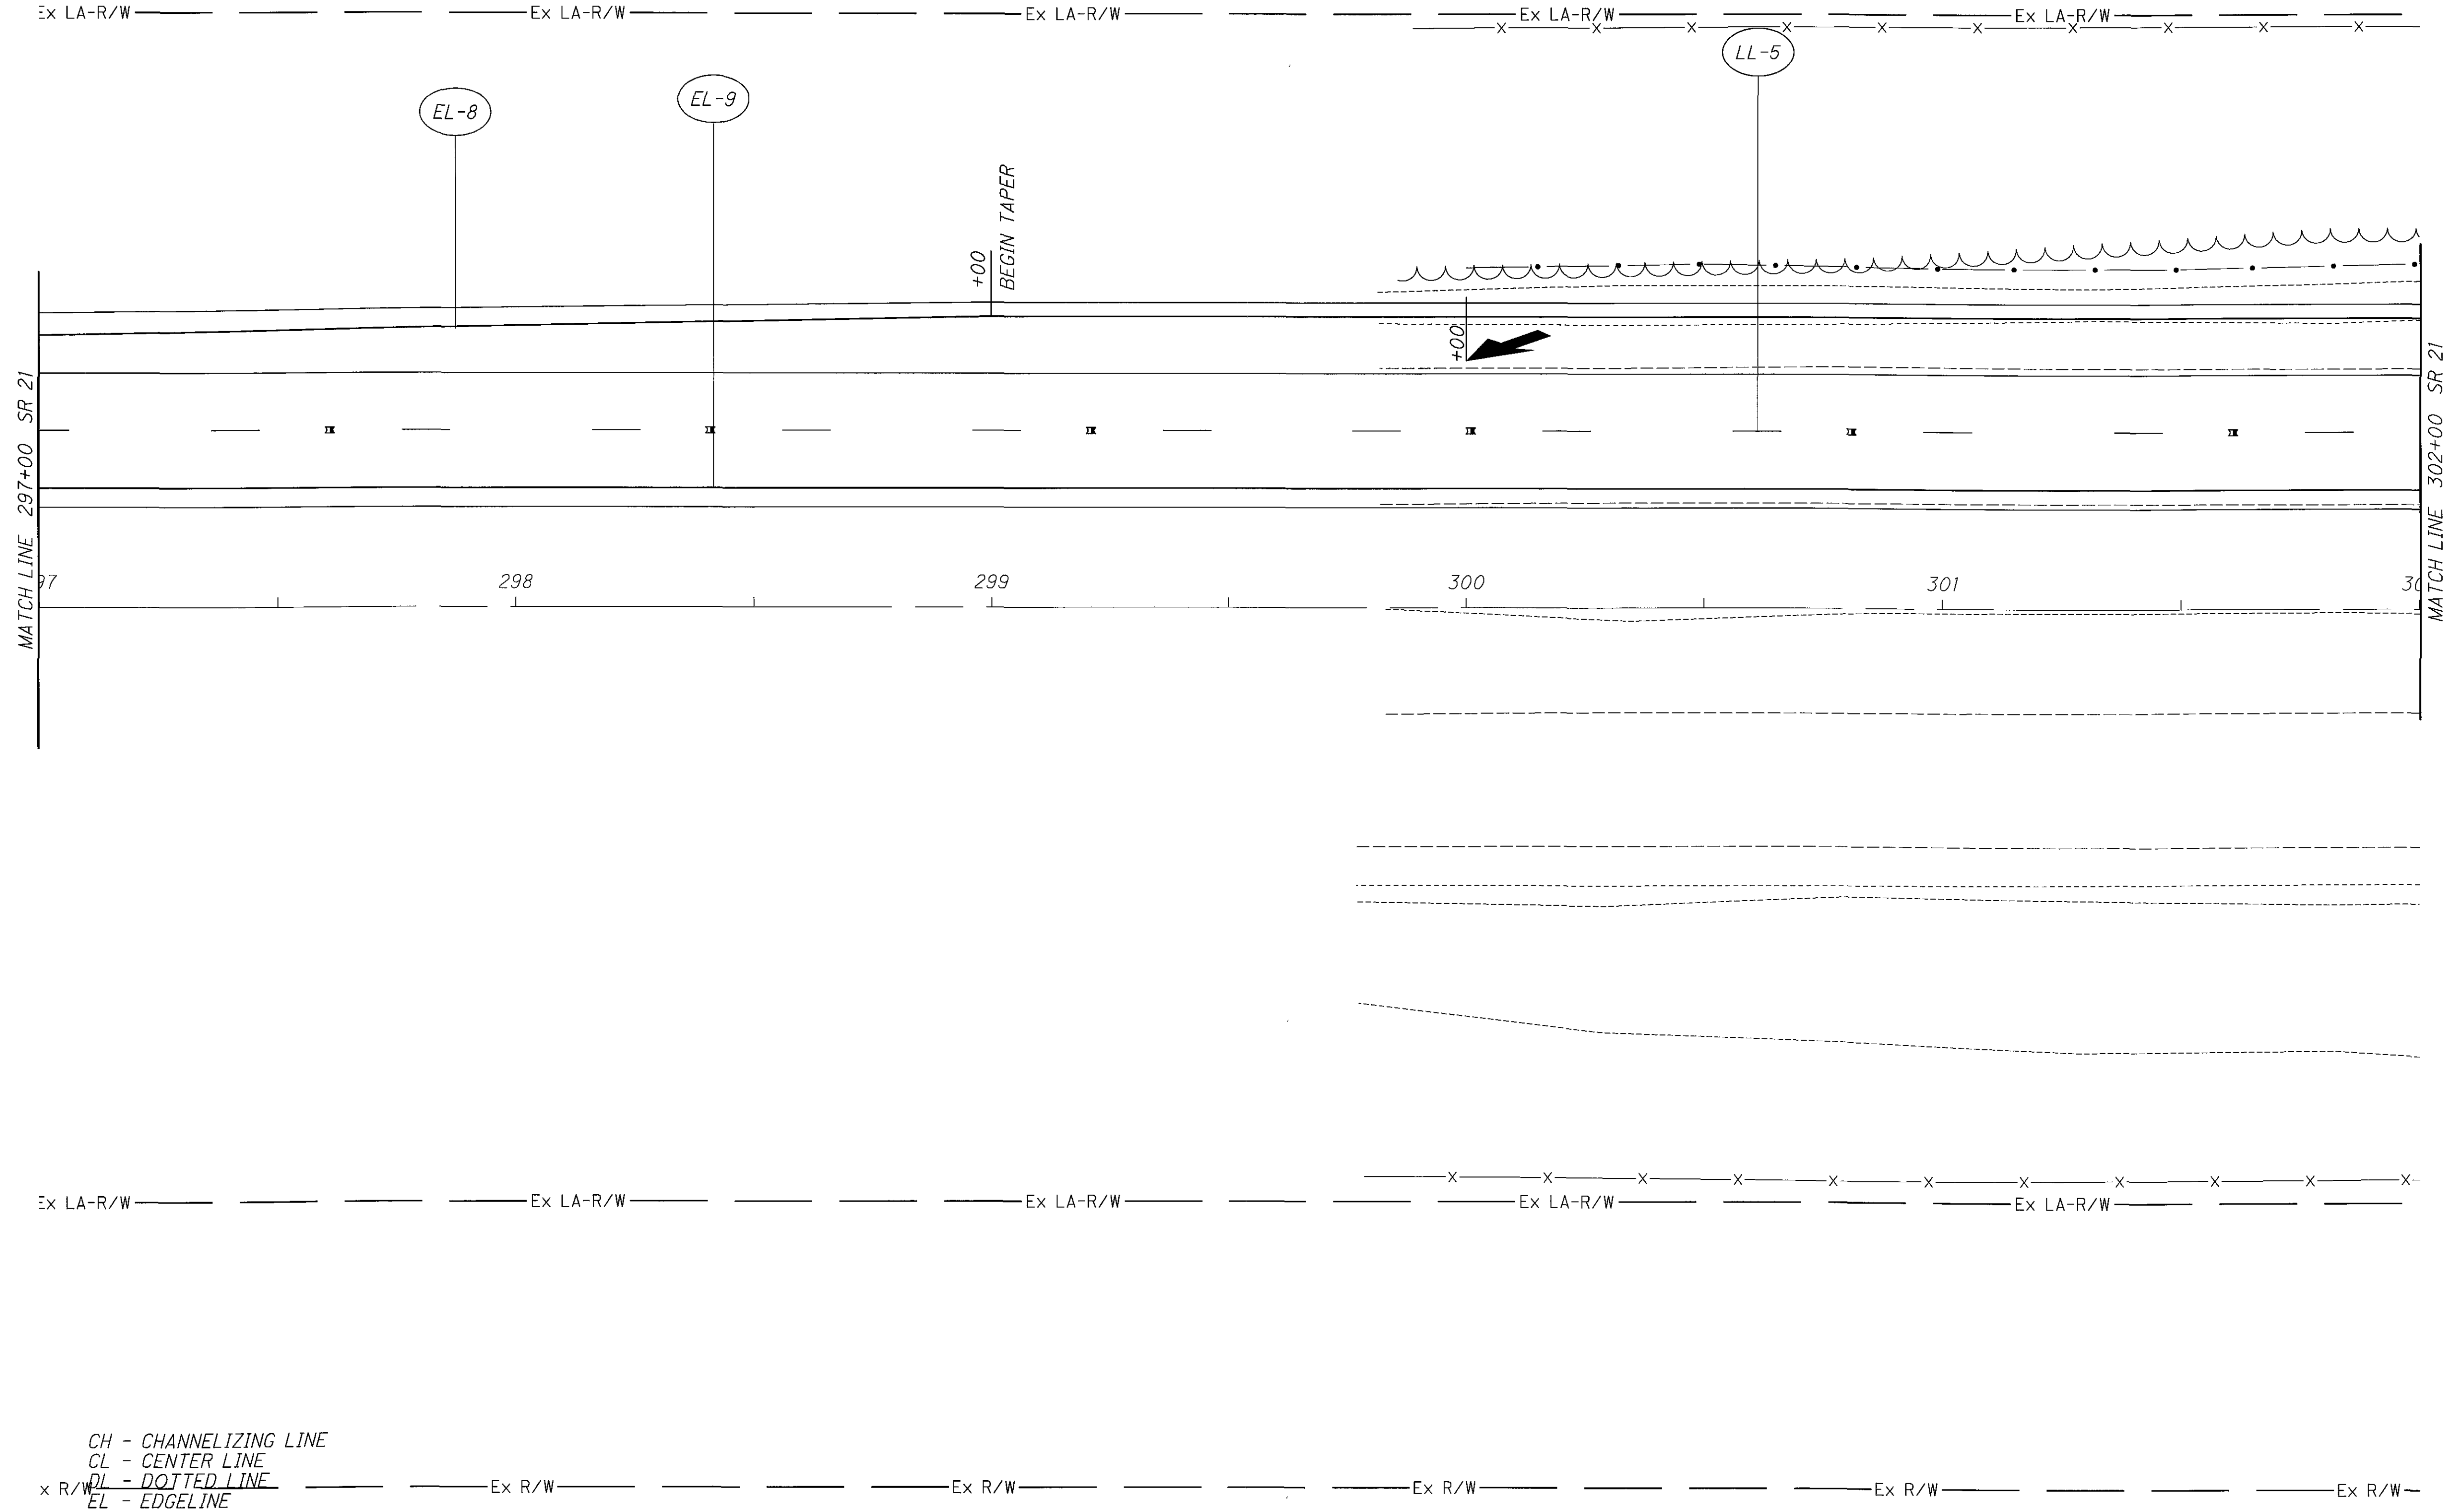 Ex LA-R/W Ex LA-R/W Ex LA-R/W Ex LA-R/W Ex LA-R/W
LL-5
EL-8
EL-9
+00
BEGIN TAPER
+00
MATCH LINE 297+00 SR 21
MATCH LINE 302+00 SR 21
97 298 299 300 301 30
Ex LA-R/W Ex LA-R/W Ex LA-R/W Ex LA-R/W Ex LA-R/W
CH - CHANNELIZING LINE
CL - CENTER LINE
DL - DOTTED LINE
x R/W Ex R/W Ex R/W Ex R/W Ex R/W Ex R/W
EL - EDGELINE